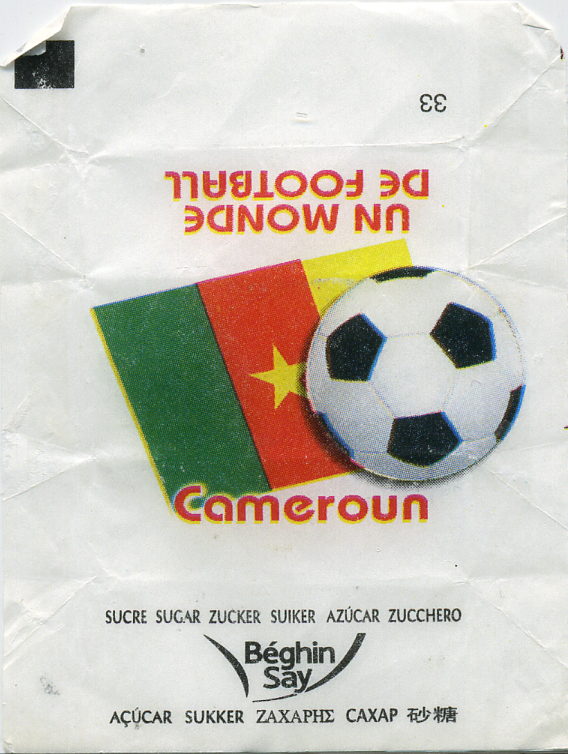 33
UN MONDE
DE FOOTBALL
Cameroun
SUCRE SUGAR ZUCKER SUIKER AZÚCAR ZUCCHERO
Béghin
Say
AÇÚCAR SUKKER ΖΑΧΑΡΗΣ САХАР 砂糖